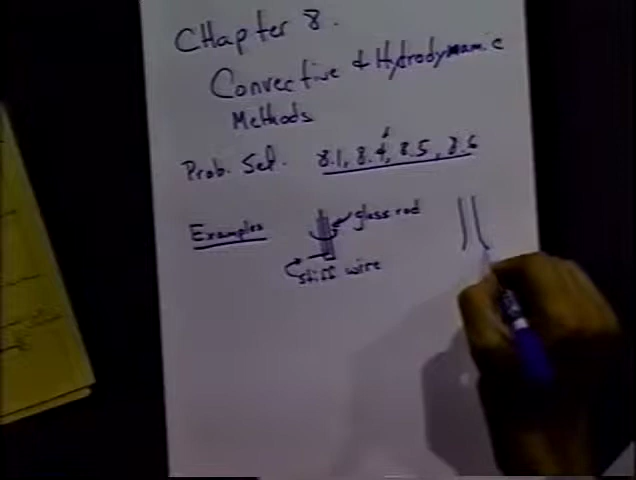 CHapter 8.
Convective & Hydrodynamic
Methods
Prob. Set. 8.1, 8.4, 8.5, 8.6
Examples
glass rod
stiff wire